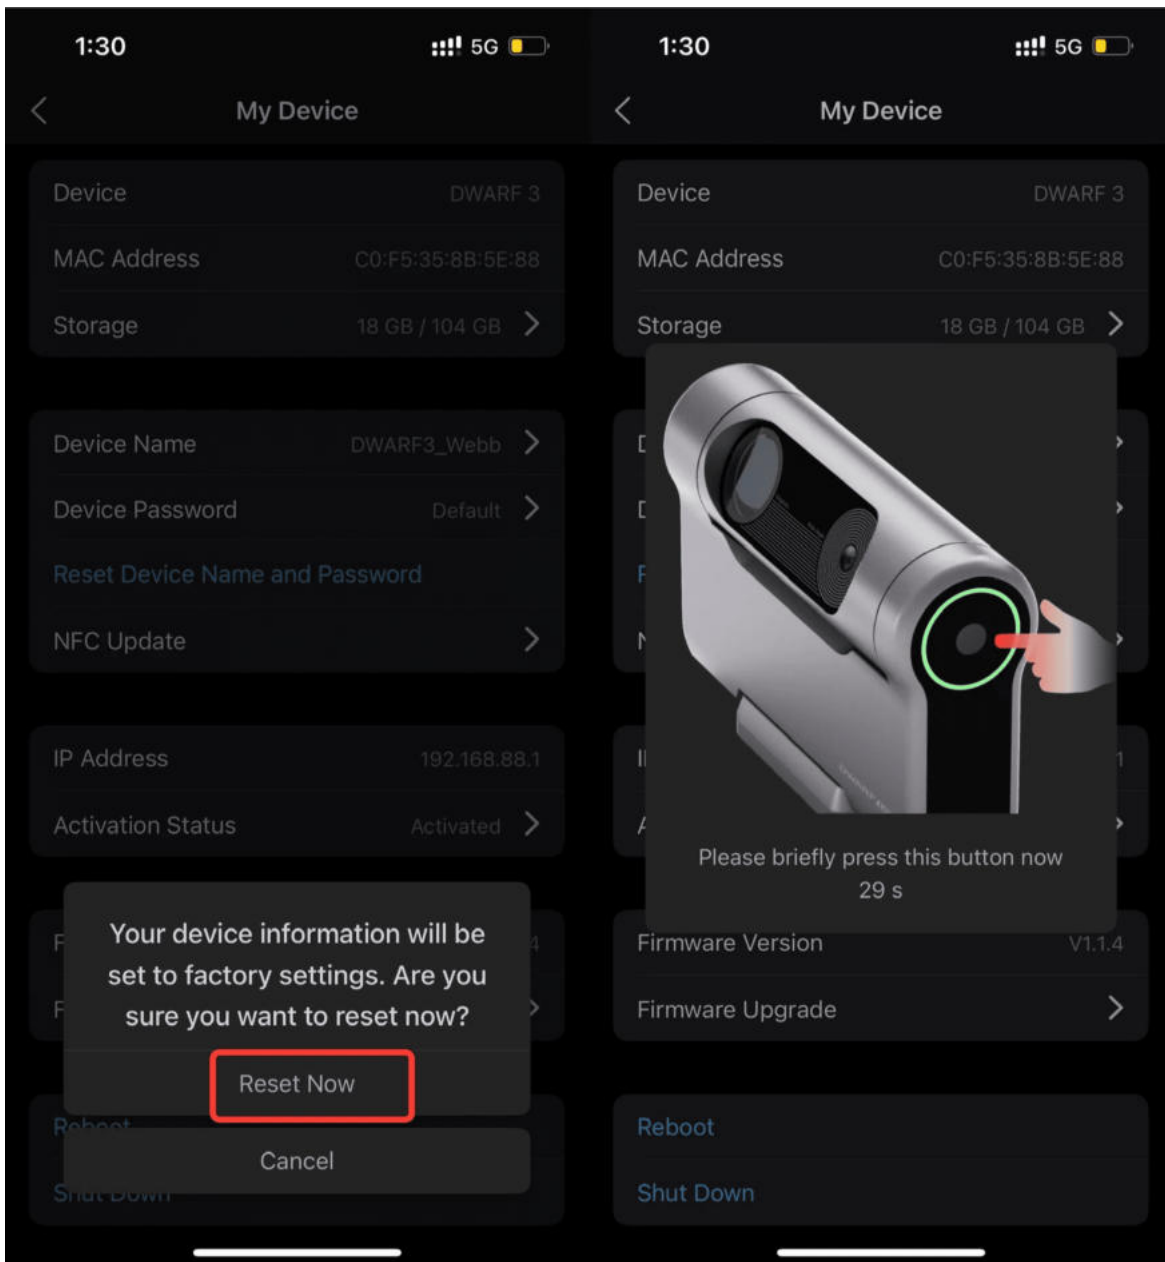 1:30
5G
My Device
Device
DWARF 3
MAC Address
C0:F5:35:8B:5E:88
Storage
18 GB / 104 GB
Device Name
DWARF3_Webb
Device Password
Default
Reset Device Name and Password
NFC Update
IP Address
192.168.88.1
Activation Status
Activated
Your device information will be
set to factory settings. Are you
sure you want to reset now?
Reset Now
Reboot
Cancel
Shut Down
1:30
5G
My Device
Device
DWARF 3
MAC Address
C0:F5:35:8B:5E:88
Storage
18 GB / 104 GB
Please briefly press this button now
29 s
Firmware Version
V1.1.4
Firmware Upgrade
Reboot
Shut Down